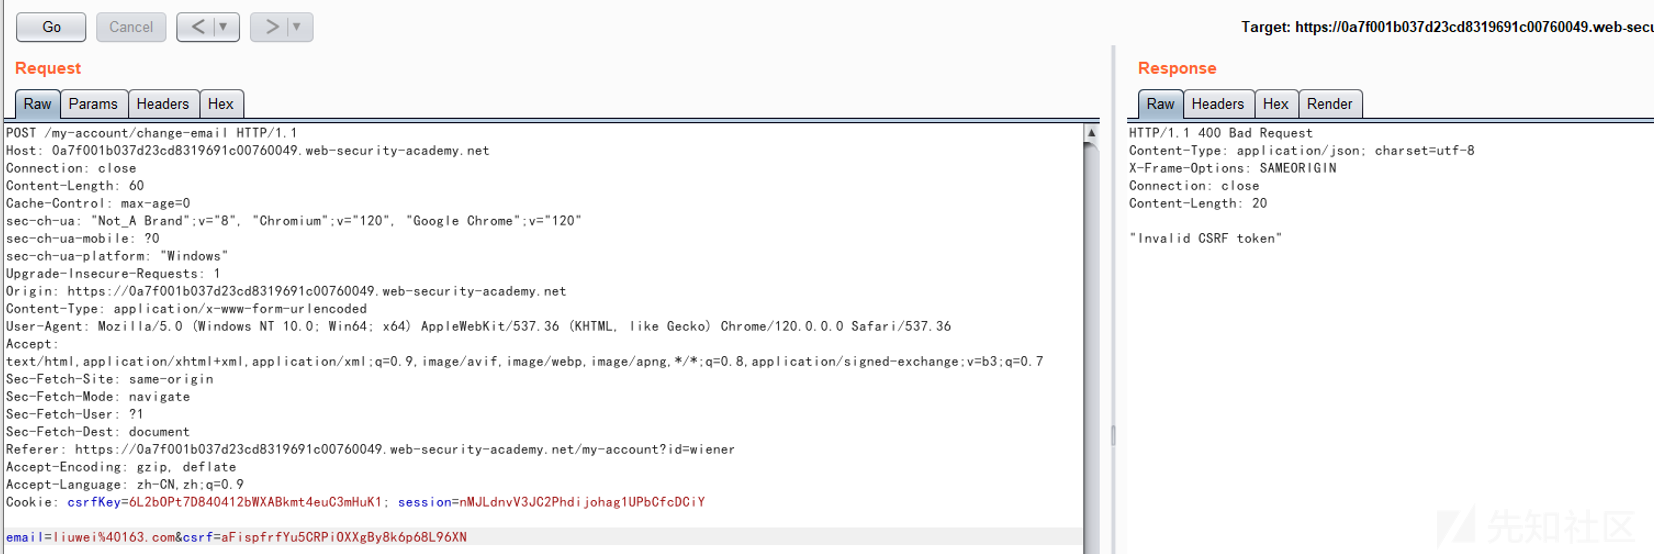 Go Cancel < ▼ > ▼
Target: https://0a7f001b037d23cd8319691c00760049.web-secu
Request
Raw Params Headers Hex
POST /my-account/change-email HTTP/1.1
Host: 0a7f001b037d23cd8319691c00760049.web-security-academy.net
Connection: close
Content-Length: 60
Cache-Control: max-age=0
sec-ch-ua: "Not_A Brand";v="8", "Chromium";v="120", "Google Chrome";v="120"
sec-ch-ua-mobile: ?0
sec-ch-ua-platform: "Windows"
Upgrade-Insecure-Requests: 1
Origin: https://0a7f001b037d23cd8319691c00760049.web-security-academy.net
Content-Type: application/x-www-form-urlencoded
User-Agent: Mozilla/5.0 (Windows NT 10.0; Win64; x64) AppleWebKit/537.36 (KHTML, like Gecko) Chrome/120.0.0.0 Safari/537.36
Accept:
text/html,application/xhtml+xml,application/xml;q=0.9,image/avif,image/webp,image/apng,*/*;q=0.8,application/signed-exchange;v=b3;q=0.7
Sec-Fetch-Site: same-origin
Sec-Fetch-Mode: navigate
Sec-Fetch-User: ?1
Sec-Fetch-Dest: document
Referer: https://0a7f001b037d23cd8319691c00760049.web-security-academy.net/my-account?id=wiener
Accept-Encoding: gzip, deflate
Accept-Language: zh-CN,zh;q=0.9
Cookie: csrfKey=6L2bOPt7D840412bWXABkmt4euC3mHuK1; session=nMJLdnvV3JC2Phdijohag1UPbCfcDCiY
email=liuwei%40163.com&csrf=aFispfrfYu5CRPiOXXgBy8k6p68L96XN
Response
Raw Headers Hex Render
HTTP/1.1 400 Bad Request
Content-Type: application/json; charset=utf-8
X-Frame-Options: SAMEORIGIN
Connection: close
Content-Length: 20
"Invalid CSRF token"
先知社区